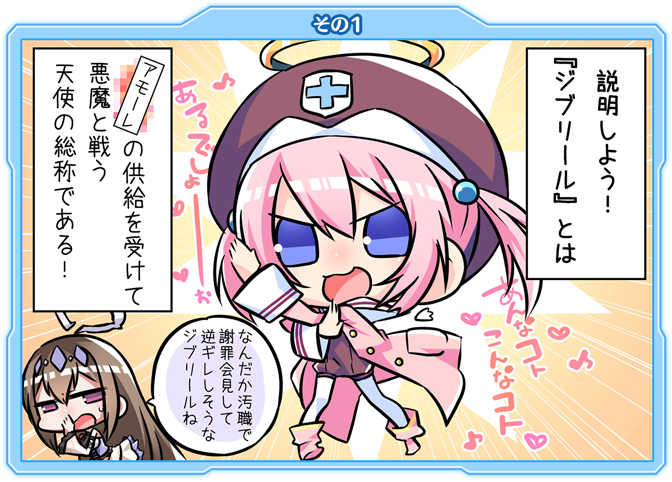 その1
説明しよう！
『ジブリール』とは
あんなコト
こんなコト
あるでしょーーぉ
アモーレの供給を受けて
悪魔と戦う
天使の総称である！
なんだか汚職で
謝罪会見して
逆ギレしそうな
ジブリールね